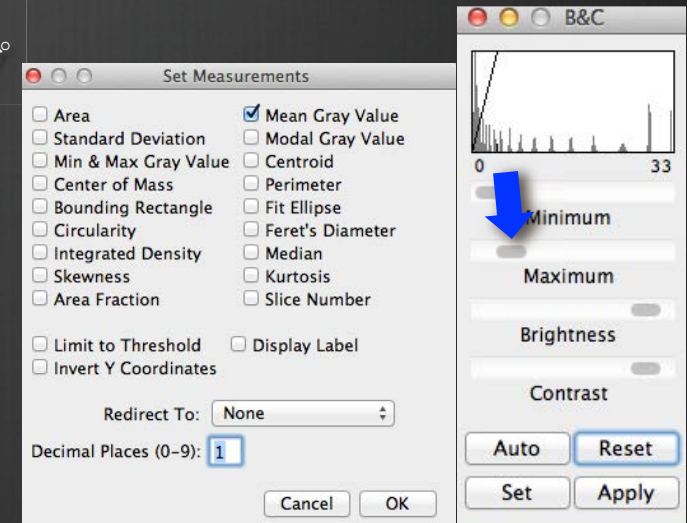 Set Measurements
Area
Mean Gray Value
Standard Deviation
Modal Gray Value
Min & Max Gray Value
Centroid
Center of Mass
Perimeter
Bounding Rectangle
Fit Ellipse
Circularity
Feret's Diameter
Integrated Density
Median
Skewness
Kurtosis
Area Fraction
Slice Number
Limit to Threshold
Display Label
Invert Y Coordinates
Redirect To: None
Decimal Places (0-9): 1
Cancel OK
B&C
0 33
Minimum
Maximum
Brightness
Contrast
Auto Reset
Set Apply